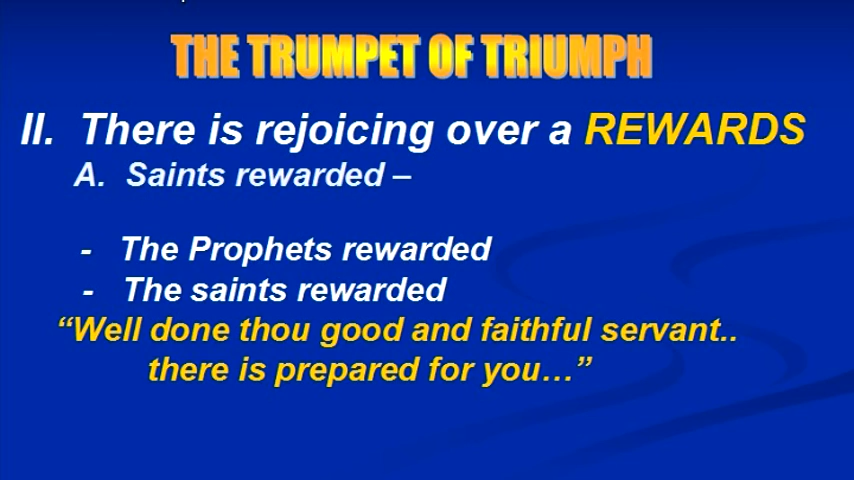 THE TRUMPET OF TRIUMPH
II. There is rejoicing over a REWARDS
A. Saints rewarded –
- The Prophets rewarded
- The saints rewarded
“Well done thou good and faithful servant..
there is prepared for you…”